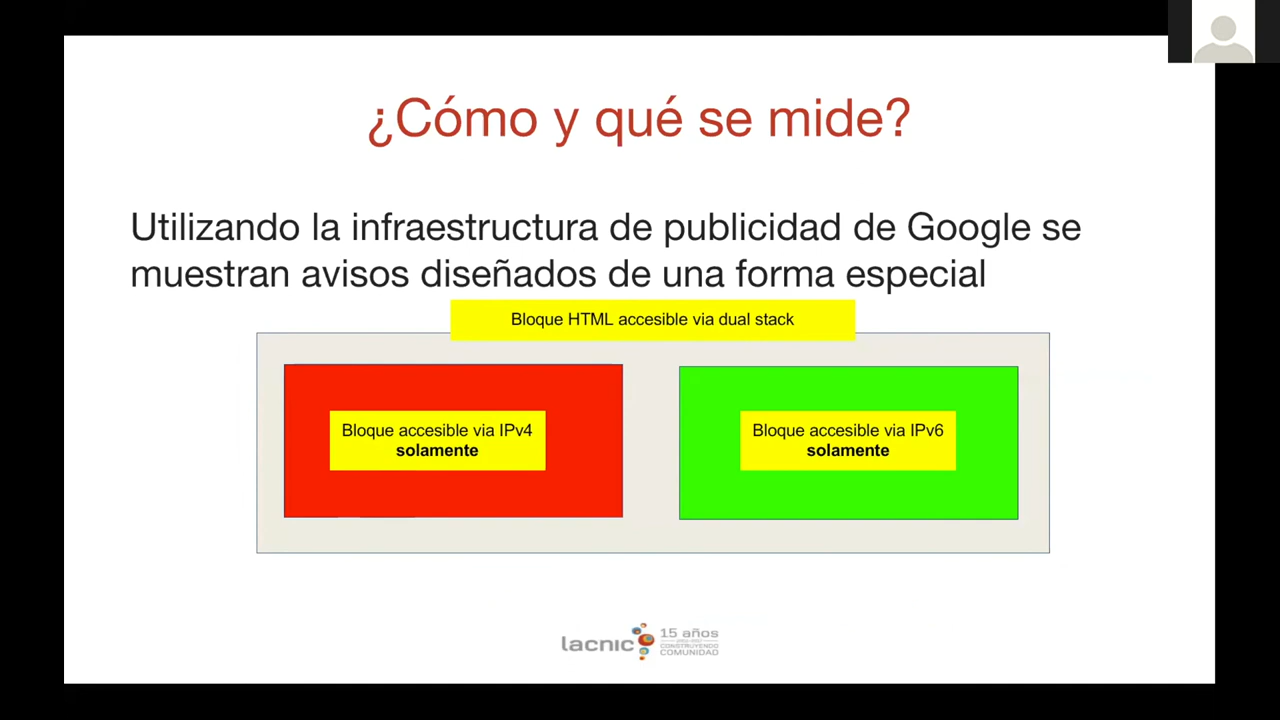 ¿Cómo y qué se mide?
Utilizando la infraestructura de publicidad de Google se
muestran avisos diseñados de una forma especial
Bloque HTML accesible via dual stack
Bloque accesible via IPv4
solamente
Bloque accesible via IPv6
solamente
lacnic
15 años
CONSTRUYENDO
COMUNIDAD